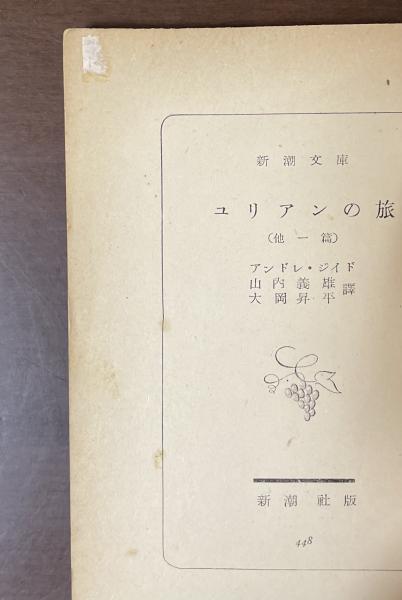 新潮文庫
ユリアンの旅
(他一篇)
アンドレ・ジイド
山内義雄
大岡昇平 譯
新潮社版
448